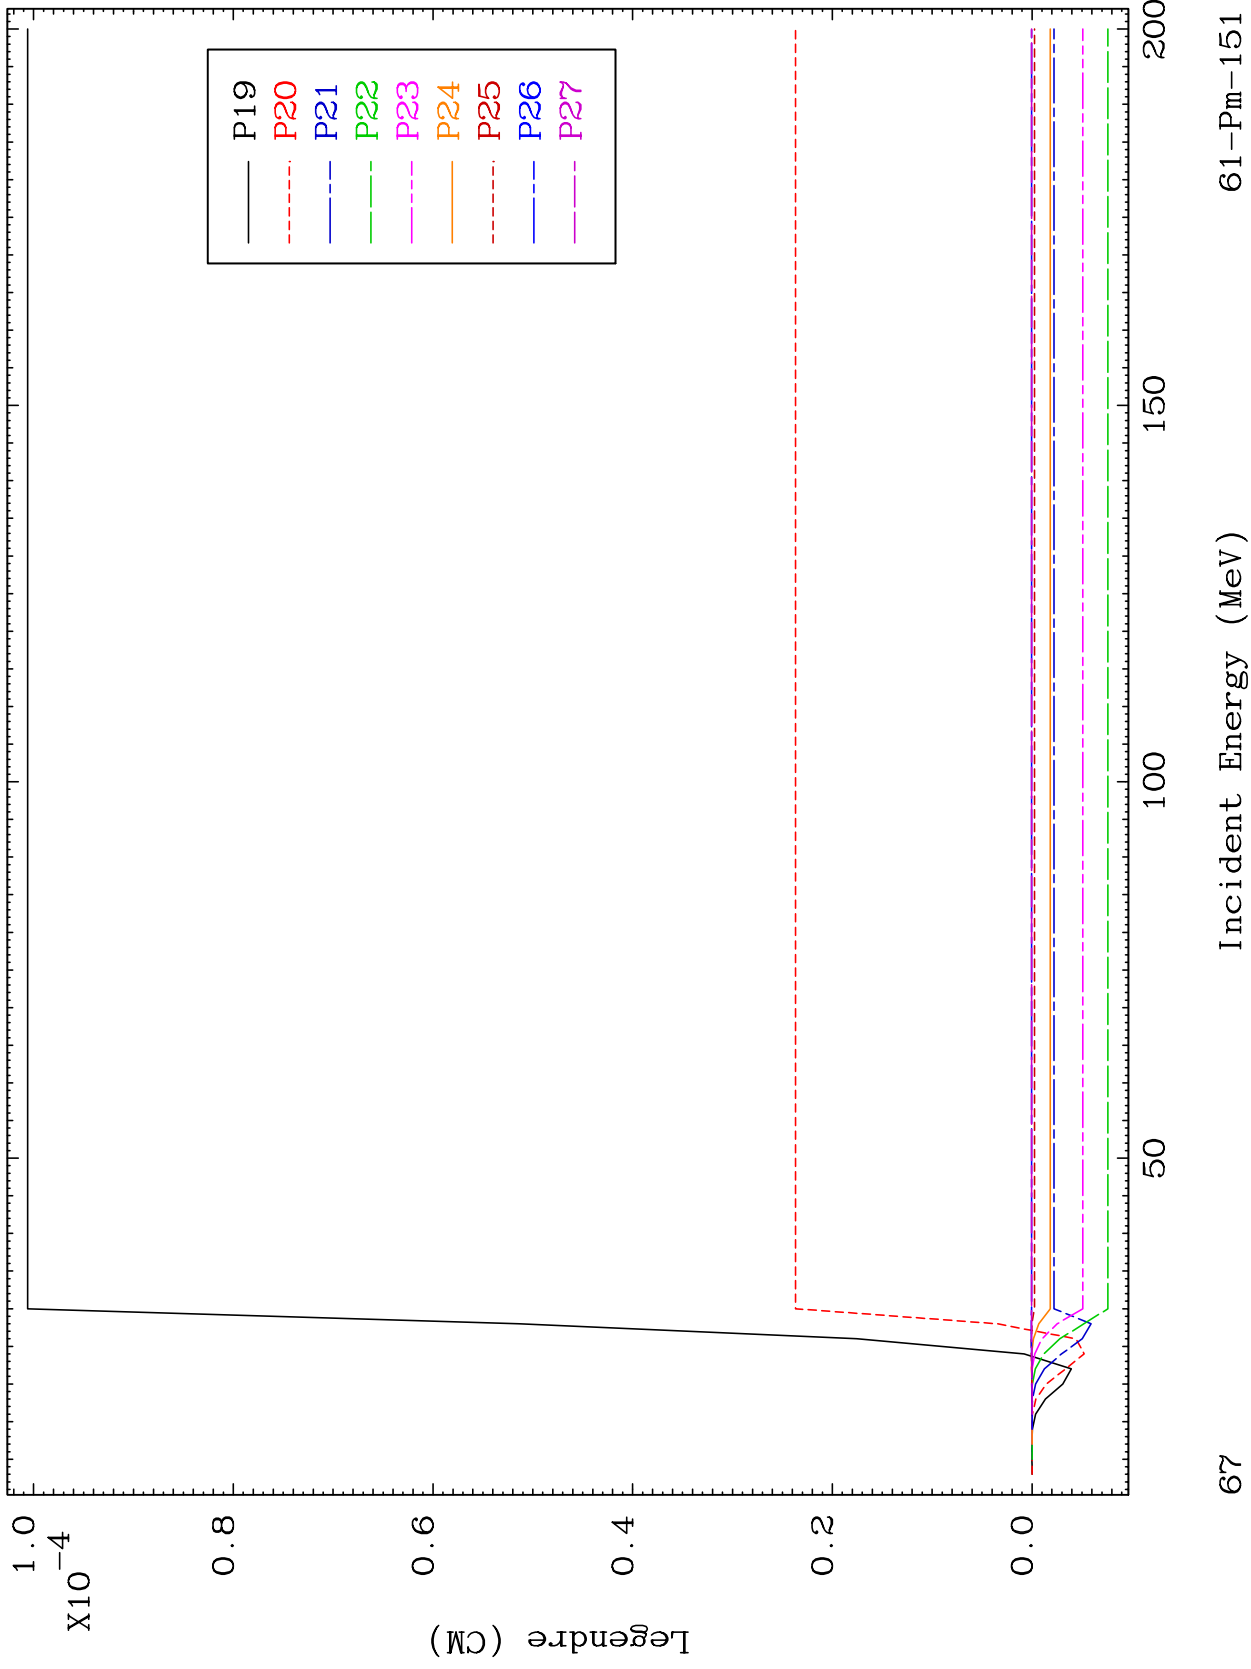 1.0
X10-4
0.8
0.6
0.4
0.2
0.0
Legendre (CM)
P19
P20
P21
P22
P23
P24
P25
P26
P27
50
100
150
200
Incident Energy (MeV)
67
61-Pm-151